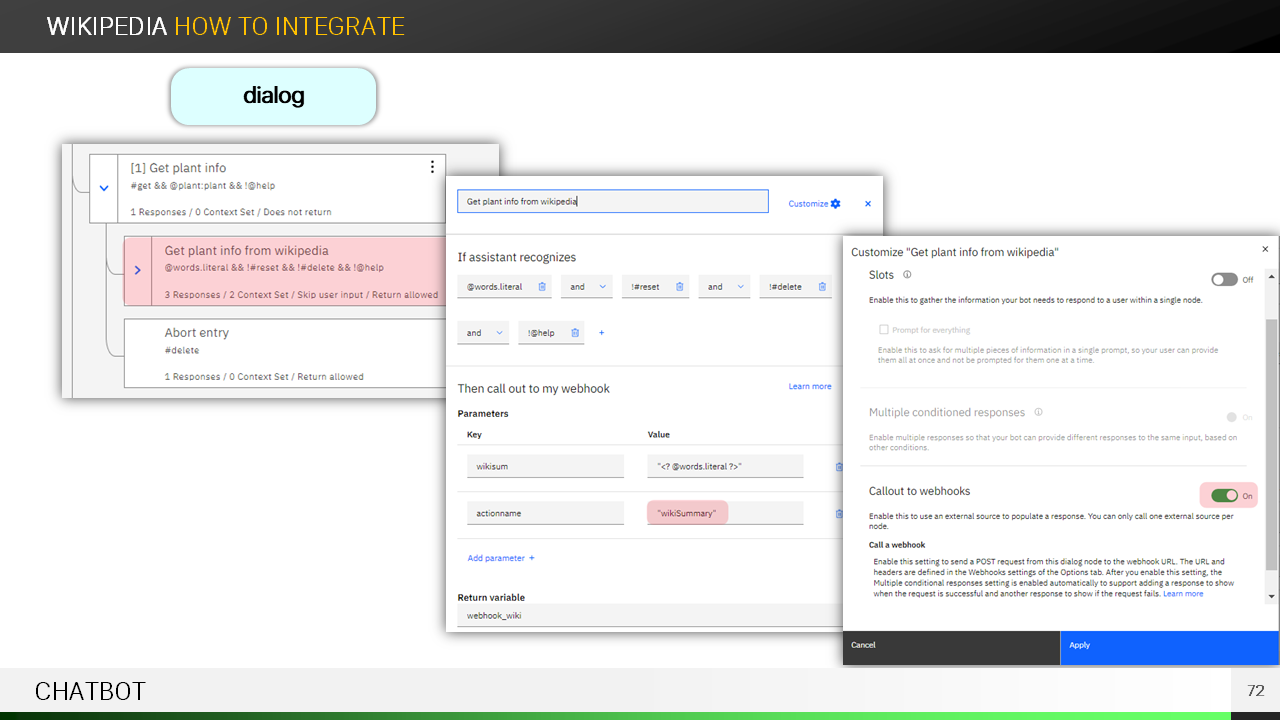 WIKIPEDIA HOW TO INTEGRATE
dialog
[1] Get plant info
#get && @plant:plant && !@help
1 Responses / 0 Context Set / Does not return
Get plant info from wikipedia
@words.literal && !#reset && !#delete && !@help
3 Responses / 2 Context Set / Skip user input / Return allowed
Abort entry
#delete
1 Responses / 0 Context Set / Return allowed
Get plant info from wikipedia
Customize
If assistant recognizes
@words.literal and !#reset and !#delete
and !@help +
Then call out to my webhook
Learn more
Parameters
Key Value
wikisum "<? @words.literal ?>"
actionname "wikiSummary"
Add parameter +
Return variable
webhook_wiki
Customize "Get plant info from wikipedia"
Slots
Off
Enable this to gather the information your bot needs to respond to a user within a single node.
Prompt for everything
Enable this to ask for multiple pieces of information in a single prompt, so your user can provide
them all at once and not be prompted for them one at a time.
Multiple conditioned responses
On
Enable multiple responses so that your bot can provide different responses to the same input, based on
other conditions.
Callout to webhooks
On
Enable this to use an external source to populate a response. You can only call one external source per
node.
Call a webhook
Enable this setting to send a POST request from this dialog node to the webhook URL. The URL and
headers are defined in the Webhooks settings of the Options tab. After you enable this setting, the
Multiple conditional responses setting is enabled automatically to support adding a response to show
when the request is successful and another response to show if the request fails. Learn more
Cancel
Apply
CHATBOT
72